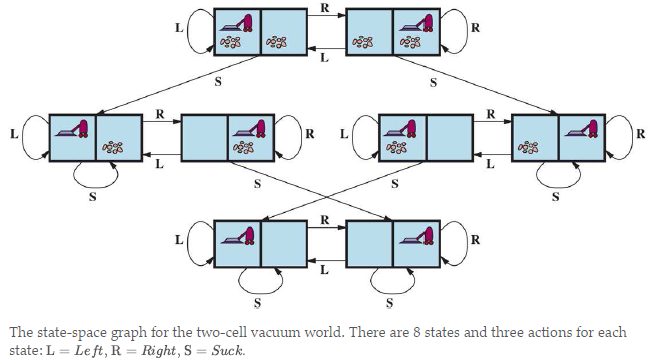 R
L R
L
S S
R R
L R L R
L L
S S
S S
R
L R
L
S S
The state-space graph for the two-cell vacuum world. There are 8 states and three actions for each
state: L = Left, R = Right, S = Suck.